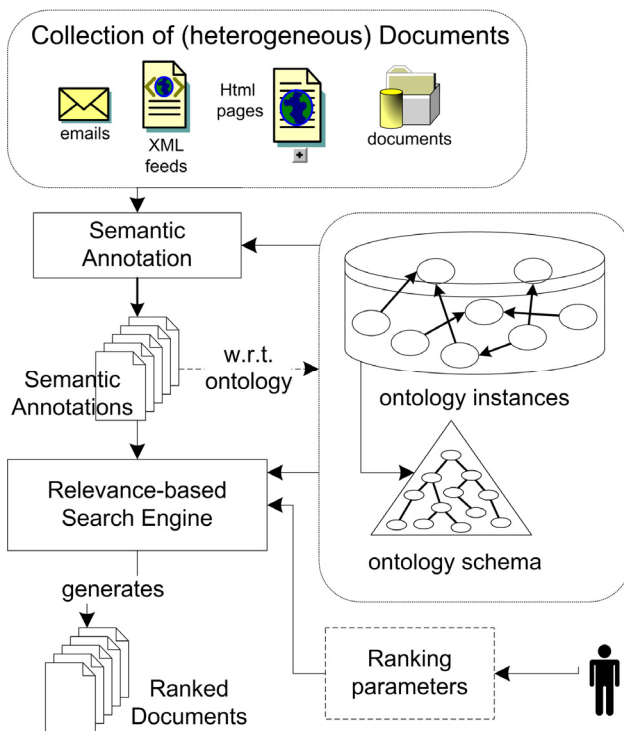 Collection of (heterogeneous) Documents
emails
XML
feeds
Html
pages
documents
Semantic
Annotation
Semantic
Annotations
w.r.t.
ontology
ontology instances
ontology schema
Relevance-based
Search Engine
generates
Ranked
Documents
Ranking
parameters